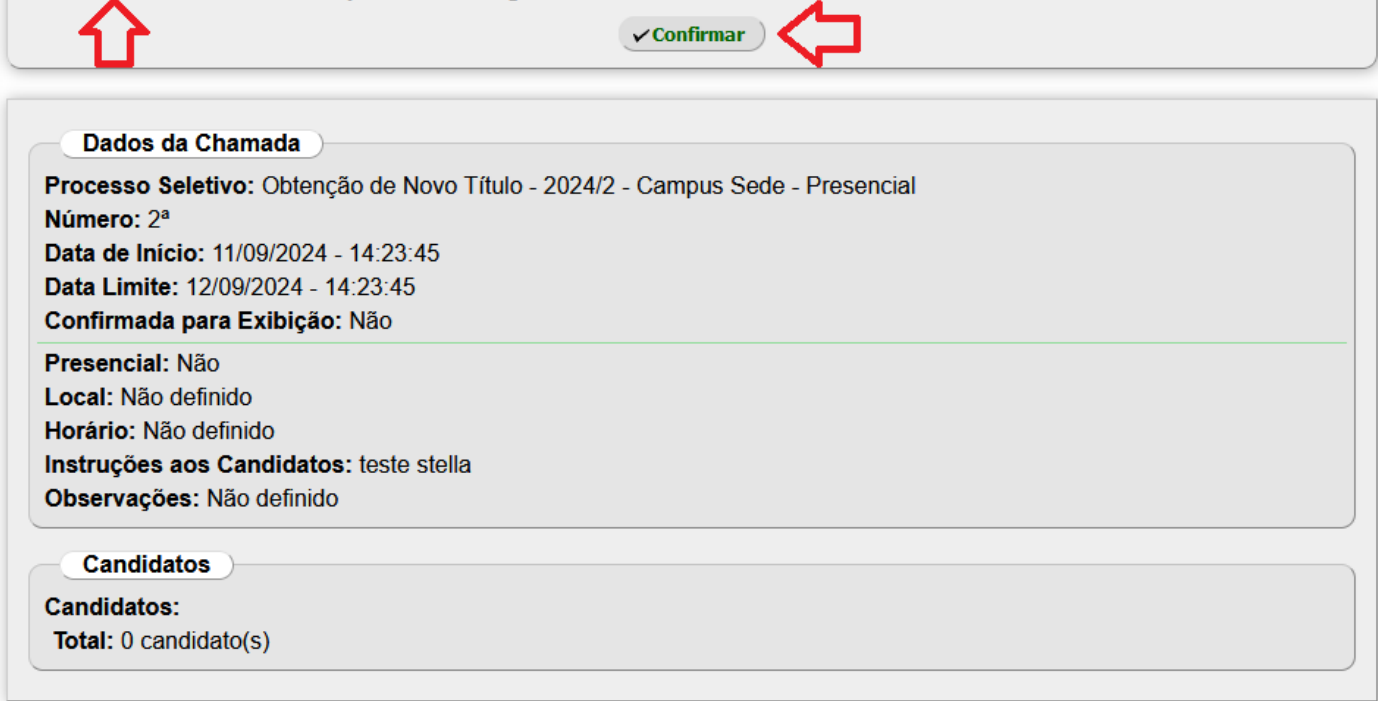 ✓Confirmar
Dados da Chamada
Processo Seletivo: Obtenção de Novo Título - 2024/2 - Campus Sede - Presencial
Número: 2ª
Data de Início: 11/09/2024 - 14:23:45
Data Limite: 12/09/2024 - 14:23:45
Confirmada para Exibição: Não
Presencial: Não
Local: Não definido
Horário: Não definido
Instruções aos Candidatos: teste stella
Observações: Não definido
Candidatos
Candidatos:
Total: 0 candidato(s)